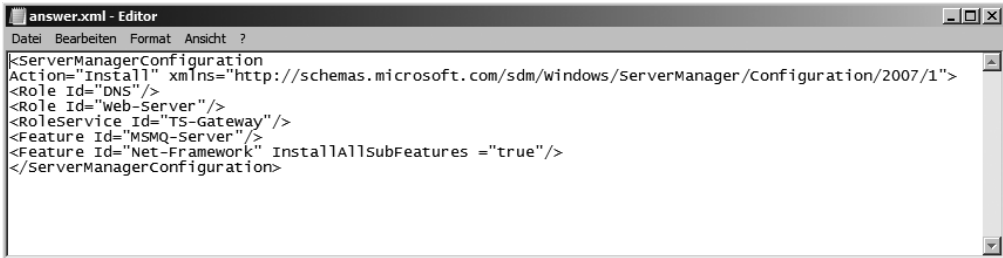 answer.xml - Editor
Datei Bearbeiten Format Ansicht ?
<ServerManagerConfiguration
Action="Install" xmlns="http://schemas.microsoft.com/sdm/Windows/ServerManager/Configuration/2007/1">
<Role Id="DNS"/>
<Role Id="Web-Server"/>
<RoleService Id="TS-Gateway"/>
<Feature Id="MSMQ-Server"/>
<Feature Id="Net-Framework" InstallAllSubFeatures ="true"/>
</ServerManagerConfiguration>